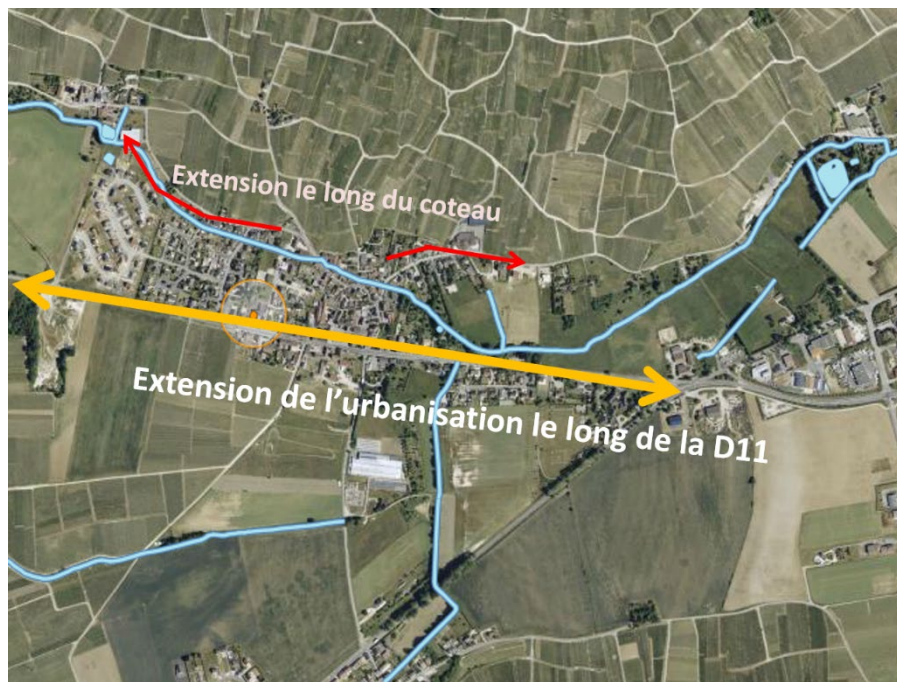 Extension le long du coteau
Extension de l'urbanisation le long de la D11